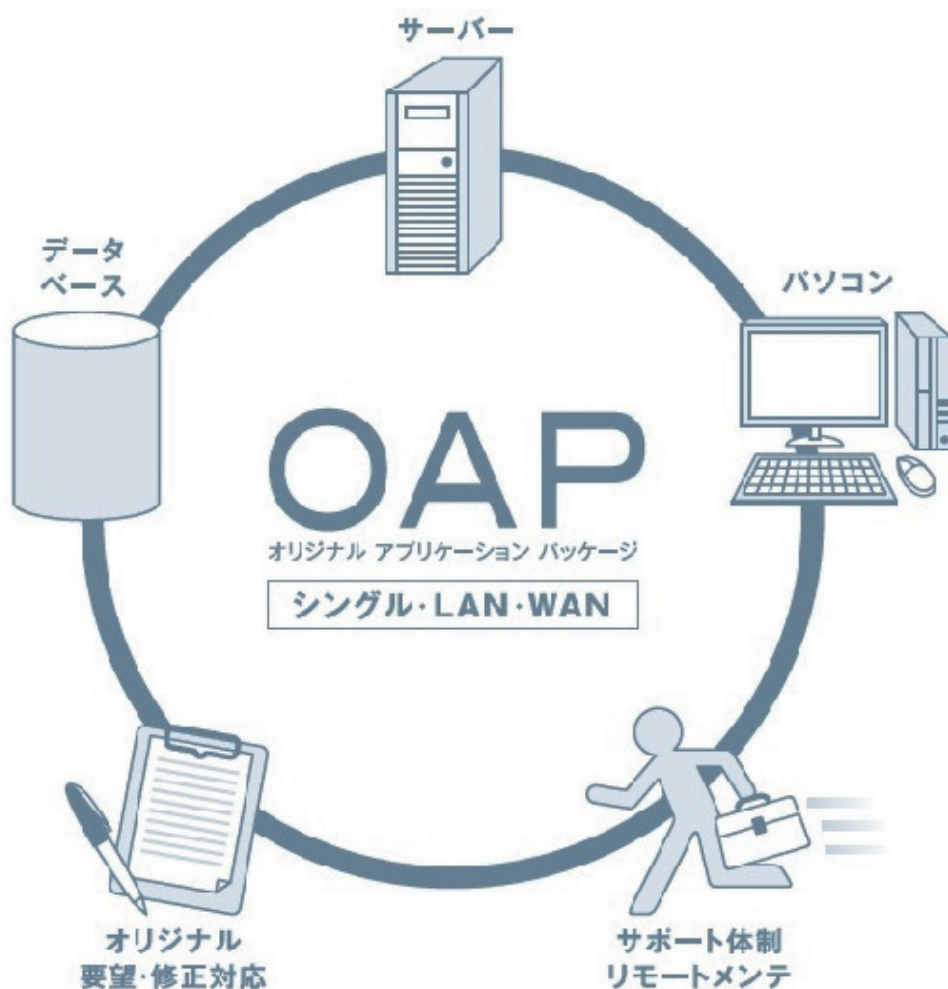 サーバー
データ
ベース
パソコン
OAP
オリジナル アプリケーション パッケージ
シングル・LAN・WAN
オリジナル
要望・修正対応
サポート体制
リモートメンテ